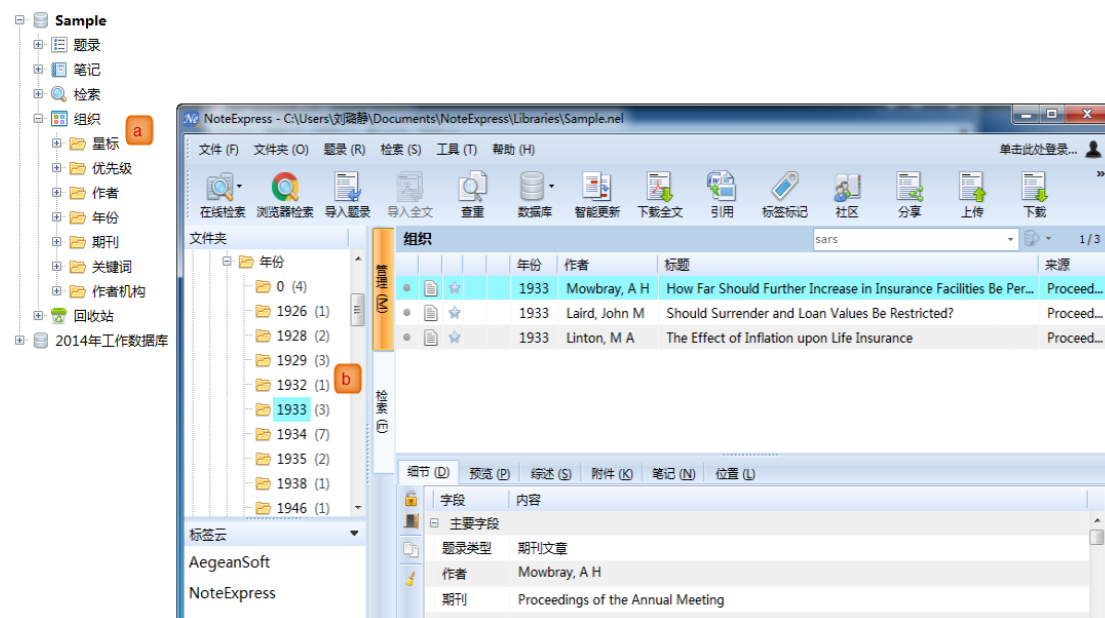 Sample
题录
笔记
检索
组织
a
星标
优先级
作者
年份
期刊
关键词
作者机构
回收站
2014年工作数据库
NoteExpress - C:\Users\刘璐静\Documents\NoteExpress\Libraries\Sample.nel
文件 (F) 文件夹 (O) 题录 (R) 检索 (S) 工具 (T) 帮助 (H) 单击此处登录...
在线检索 浏览器检索 导入题录 导入全文 查重 数据库 智能更新 下载全文 引用 标签标记 社区 分享 上传 下载 »
文件夹
年份
0 (4)
1926 (1)
1928 (2)
1929 (3)
1932 (1)
b
1933 (3)
1934 (7)
1935 (2)
1938 (1)
1946 (1)
标签云
AegeanSoft
NoteExpress
管理 (M)
检索 (E)
组织 sars 1/3
年份 作者 标题 来源
1933 Mowbray, A H How Far Should Further Increase in Insurance Facilities Be Per... Proceed...
1933 Laird, John M Should Surrender and Loan Values Be Restricted? Proceed...
1933 Linton, M A The Effect of Inflation upon Life Insurance Proceed...
细节 (D) 预览 (P) 综述 (S) 附件 (K) 笔记 (N) 位置 (L)
字段 内容
主要字段
题录类型 期刊文章
作者 Mowbray, A H
期刊 Proceedings of the Annual Meeting